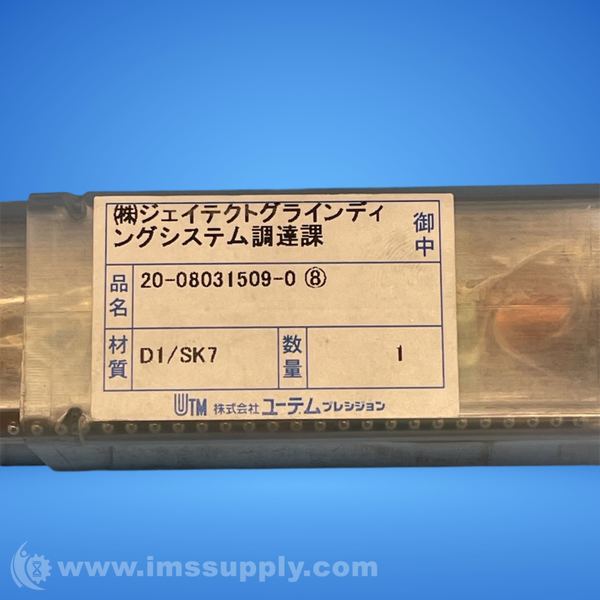 ㈱ジェイテクトグラインディ
ングシステム調達課
御中
品名 20-08031509-0 ⑧
材質 D1/SK7 数量 1
UTM 株式会社ユーテムプレシジョン
www.imssupply.com